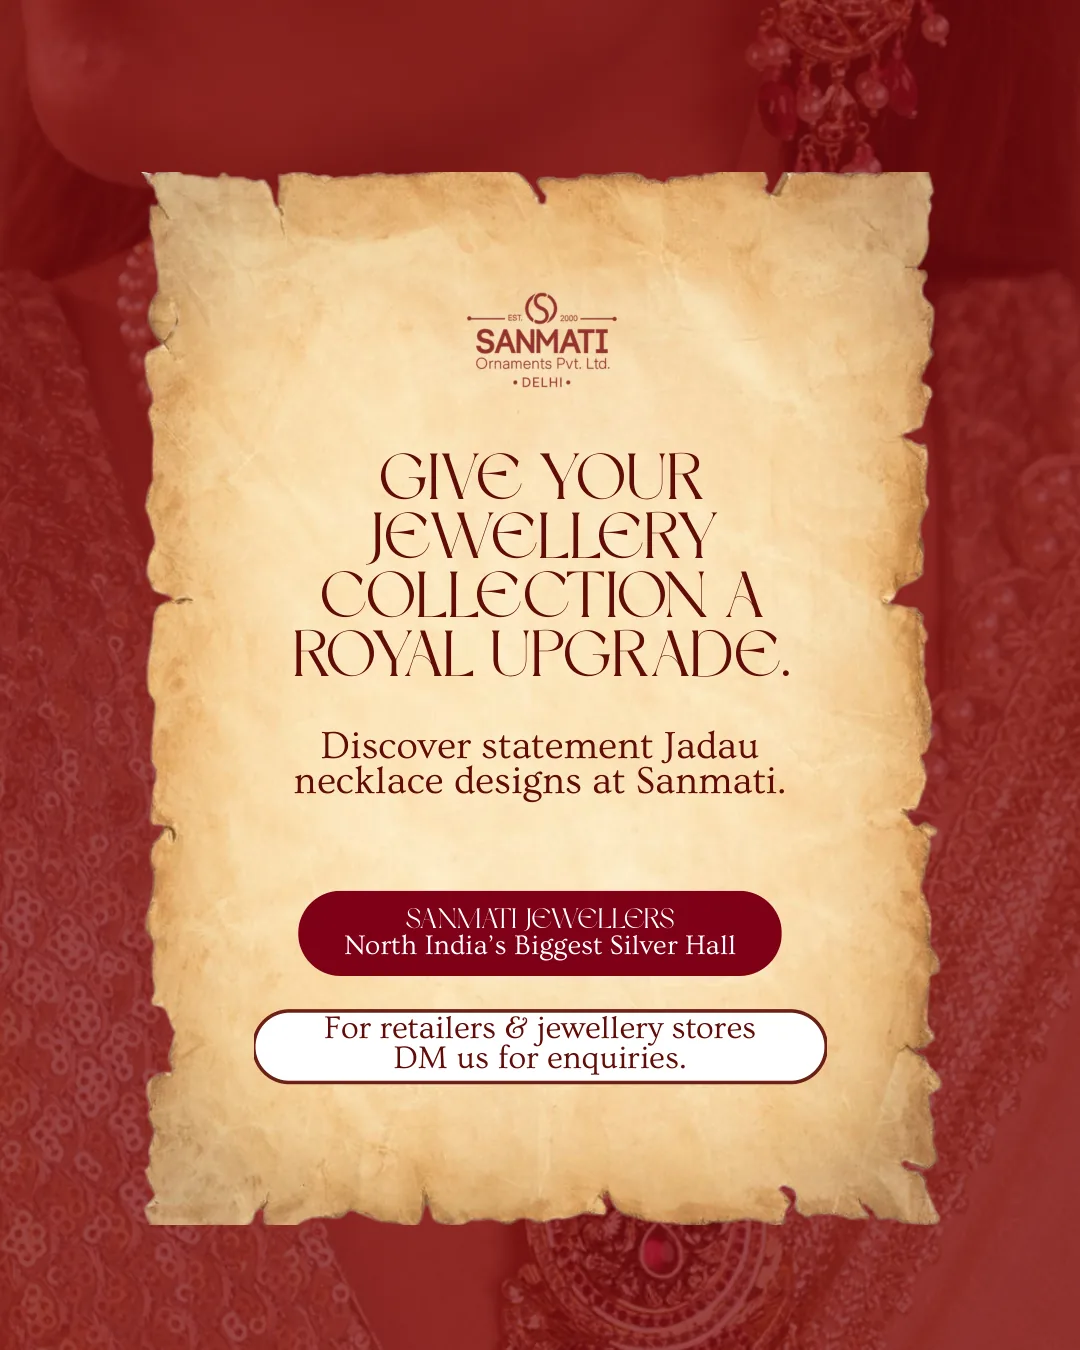 EST. 2000
SANMATI
Ornaments Pvt. Ltd.
• DELHI •
GIVE YOUR
JEWELLERY
COLLECTION A
ROYAL UPGRADE.
Discover statement Jadau
necklace designs at Sanmati.
SANMATI JEWELLERS
North India's Biggest Silver Hall
For retailers & jewellery stores
DM us for enquiries.